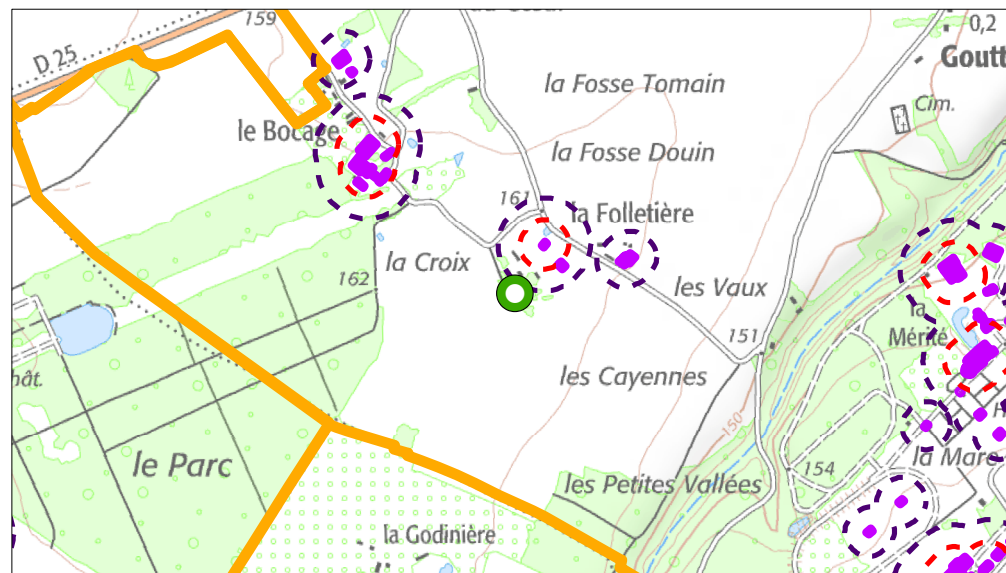 159
0,2
D 25
Goutt
la Fosse Tomain
Cim.
le Bocage
la Fosse Douin
161
la Folletière
la Croix
162
les Vaux
la
Mérité
151
hât.
les Cayennes
150
le Parc
154
la Mare
les Petites Vallées
la Godinière